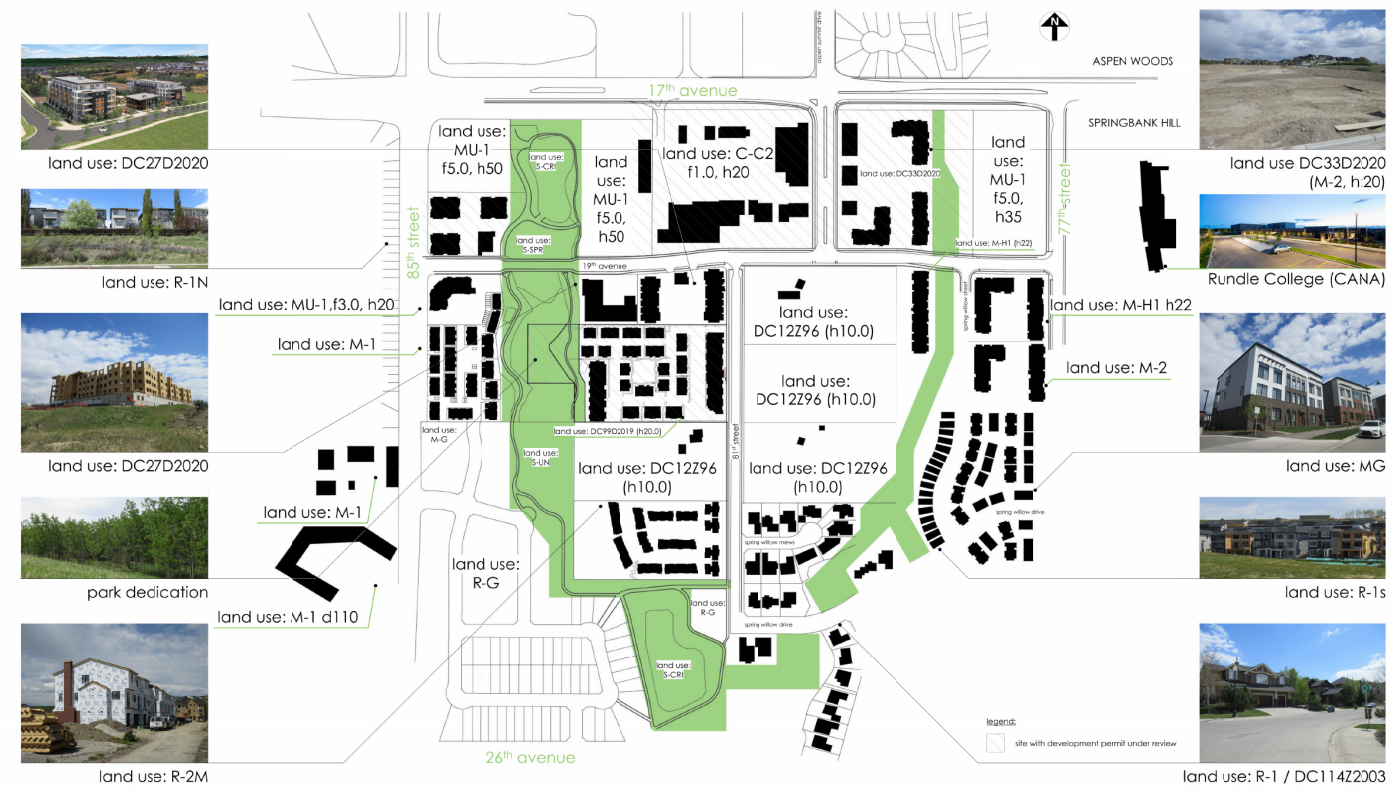 aspen summit drive
N
ASPEN WOODS
17th avenue
SPRINGBANK HILL
land use: DC27D2020
land use: R-1N
land use: MU-1,f3.0, h20
land use: M-1
land use: DC27D2020
land use: M-1
park dedication
land use: M-1 d110
land use: R-2M
85th street
land use:
MU-1
f5.0, h50
land use:
S-CRI
land
use:
MU-1
f5.0,
h50
land use: C-C2
f1.0, h20
land use: DC33D2020
land
use:
MU-1
f5.0,
h35
77th street
land use:
S-SPR
19th avenue
land use: M-H1 (h22)
spring willow street
land use:
DC12Z96 (h10.0)
land use:
DC12Z96 (h10.0)
land use:
M-G
land use: DC99D2019 (h20.0)
81st street
land use:
S-UN
land use: DC12Z96
(h10.0)
land use: DC12Z96
(h10.0)
spring willow drive
spring willow mews
land use:
R-G
land use:
R-G
spring willow drive
land use:
S-CRI
26th avenue
legend:
site with development permit under review
land use DC33D2020
(M-2, h:20)
Rundle College (CANA)
land use: M-H1 h22
land use: M-2
land use: MG
land use: R-1s
land use: R-1 / DC114Z2003